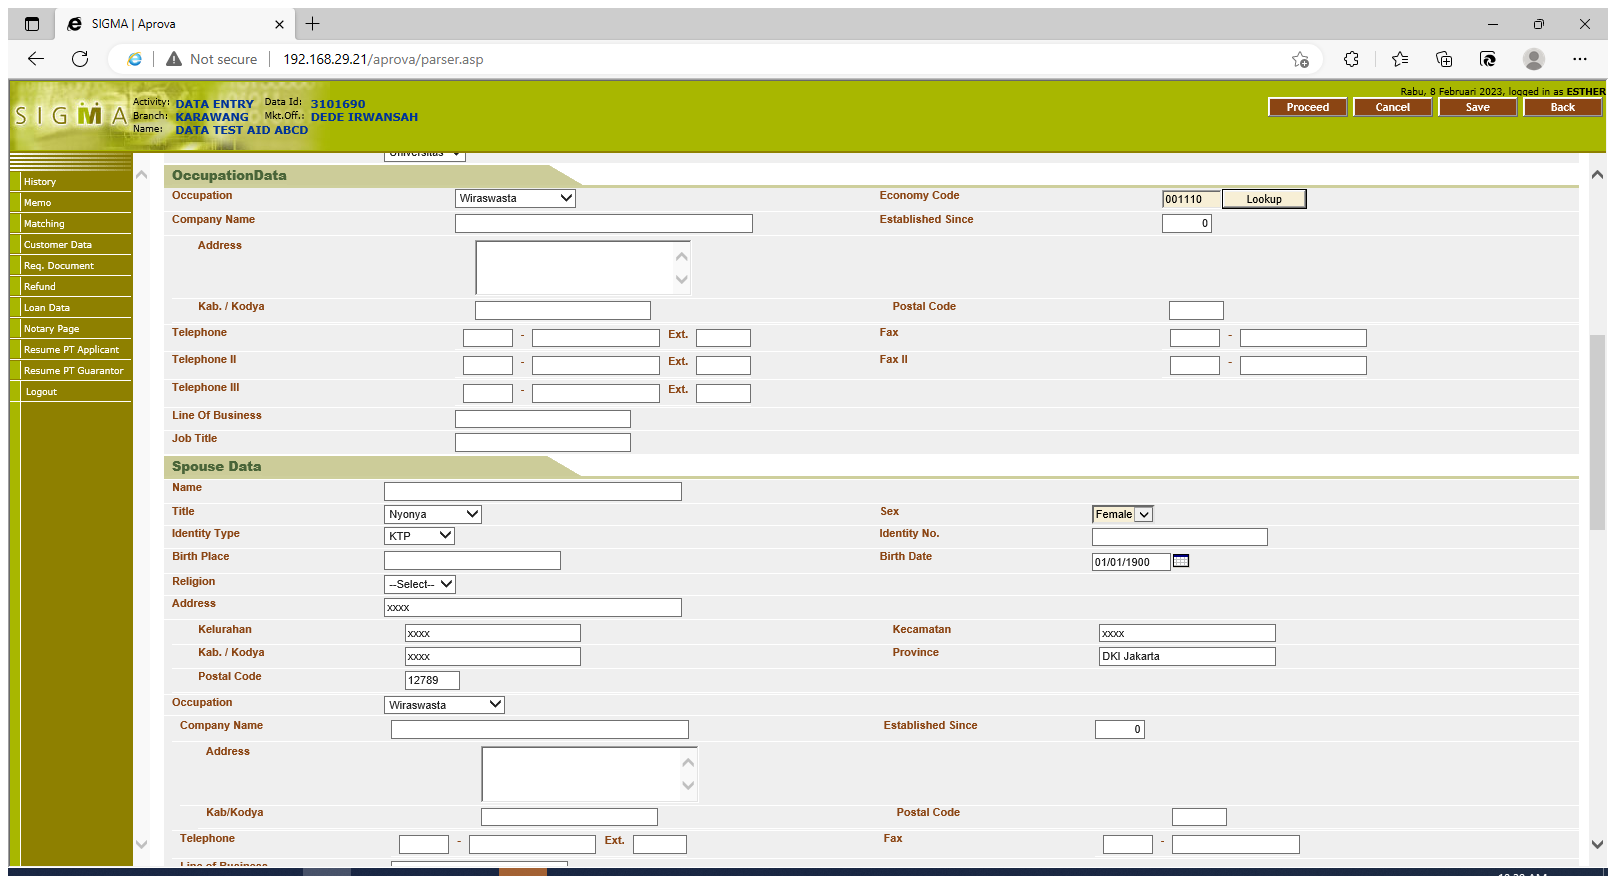 SIGMA | Aprova
Not secure
192.168.29.21/aprova/parser.asp
SIGMA
Activity: DATA ENTRY Data Id: 3101690
Branch: KARAWANG Mkt.Off.: DEDE IRWANSAH
Name: DATA TEST AID ABCD
Rabu, 8 Februari 2023, logged in as ESTHER
Proceed Cancel Save Back
History
Memo
Matching
Customer Data
Req. Document
Refund
Loan Data
Notary Page
Resume PT Applicant
Resume PT Guarantor
Logout
Universitas
OccupationData
Occupation Wiraswasta Economy Code 001110 Lookup
Company Name Established Since 0
Address
Kab. / Kodya Postal Code
Telephone - Ext. Fax -
Telephone II - Ext. Fax II -
Telephone III - Ext.
Line Of Business
Job Title
Spouse Data
Name
Title Nyonya Sex Female
Identity Type KTP Identity No.
Birth Place Birth Date 01/01/1900
Religion --Select--
Address xxxx
Kelurahan xxxx Kecamatan xxxx
Kab. / Kodya xxxx Province DKI Jakarta
Postal Code 12789
Occupation Wiraswasta
Company Name Established Since 0
Address
Kab/Kodya Postal Code
Telephone - Ext. Fax -
Line of Business